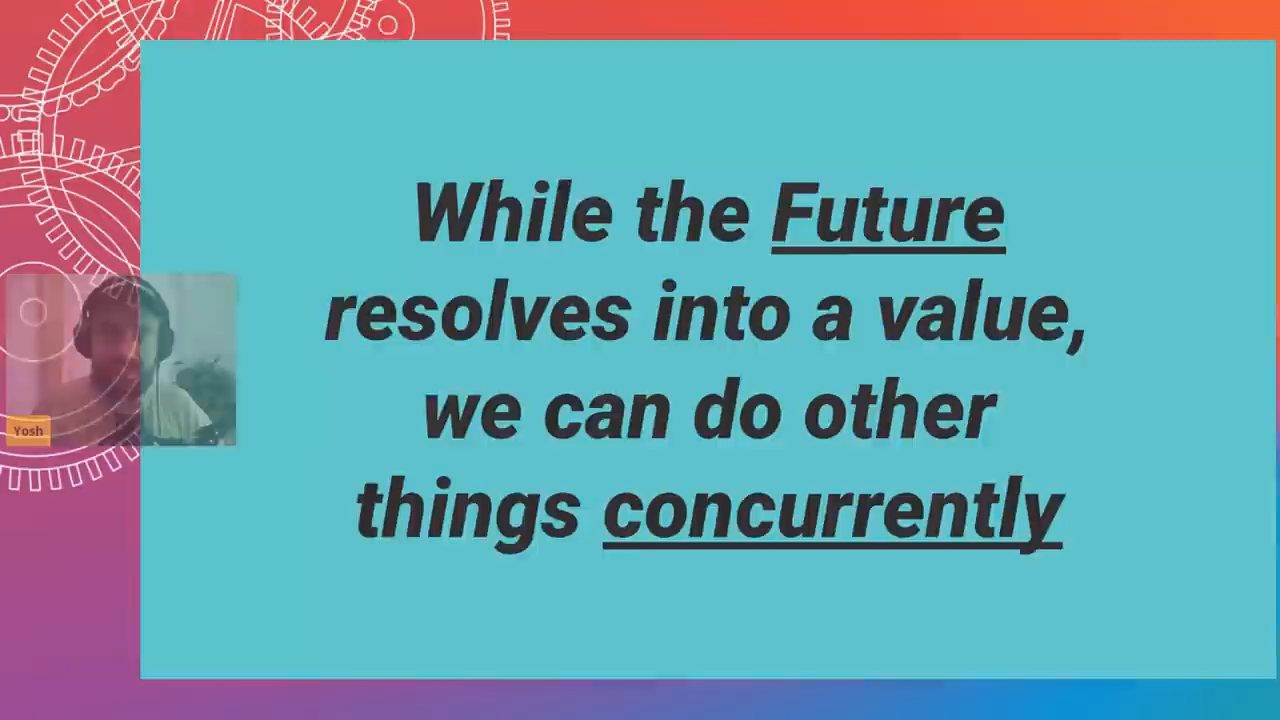 While the Future
resolves into a value,
we can do other
things concurrently
Yosh